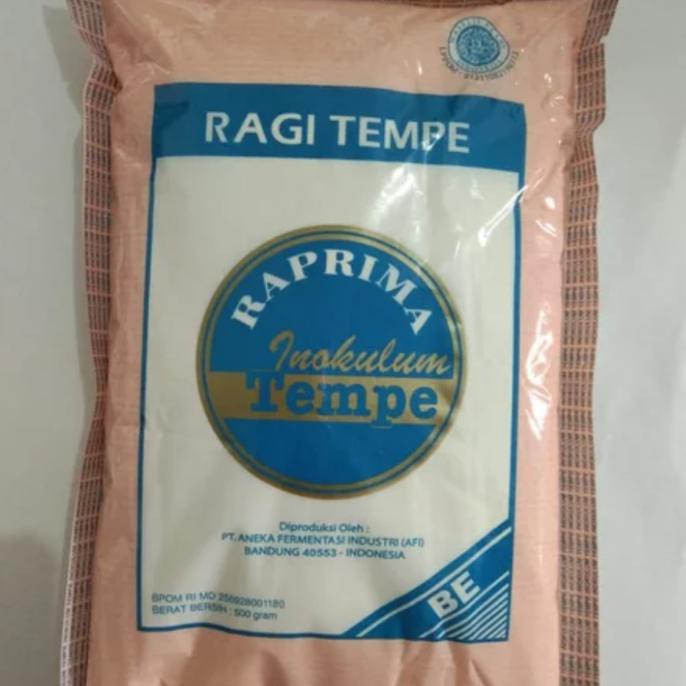 RAGI TEMPE
RAPRIMA
Inokulum
Tempe
Diproduksi Oleh :
PT. ANEKA FERMENTASI INDUSTRI (AFI)
BANDUNG 40553 - INDONESIA
BPOM RI MD 256928001180
BERAT BERSIH : 500 gram
BE